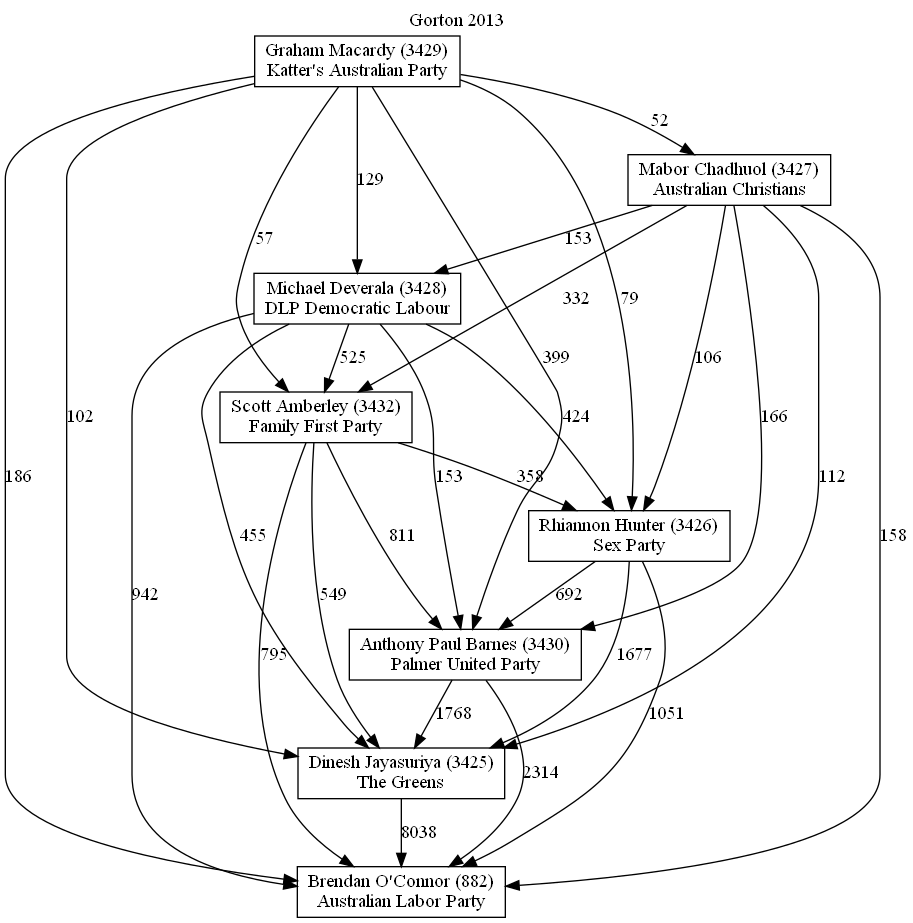 Gorton 2013
Graham Macardy (3429)
Katter's Australian Party
52
Mabor Chadhuol (3427)
Australian Christians
129
57
153
Michael Deverala (3428)
DLP Democratic Labour
332
79
525
399
106
Scott Amberley (3432)
Family First Party
102
424
166
186
153
358
112
Rhiannon Hunter (3426)
Sex Party
455
811
158
942
549
692
Anthony Paul Barnes (3430)
Palmer United Party
795
1677
1768
1051
Dinesh Jayasuriya (3425)
The Greens
2314
8038
Brendan O'Connor (882)
Australian Labor Party